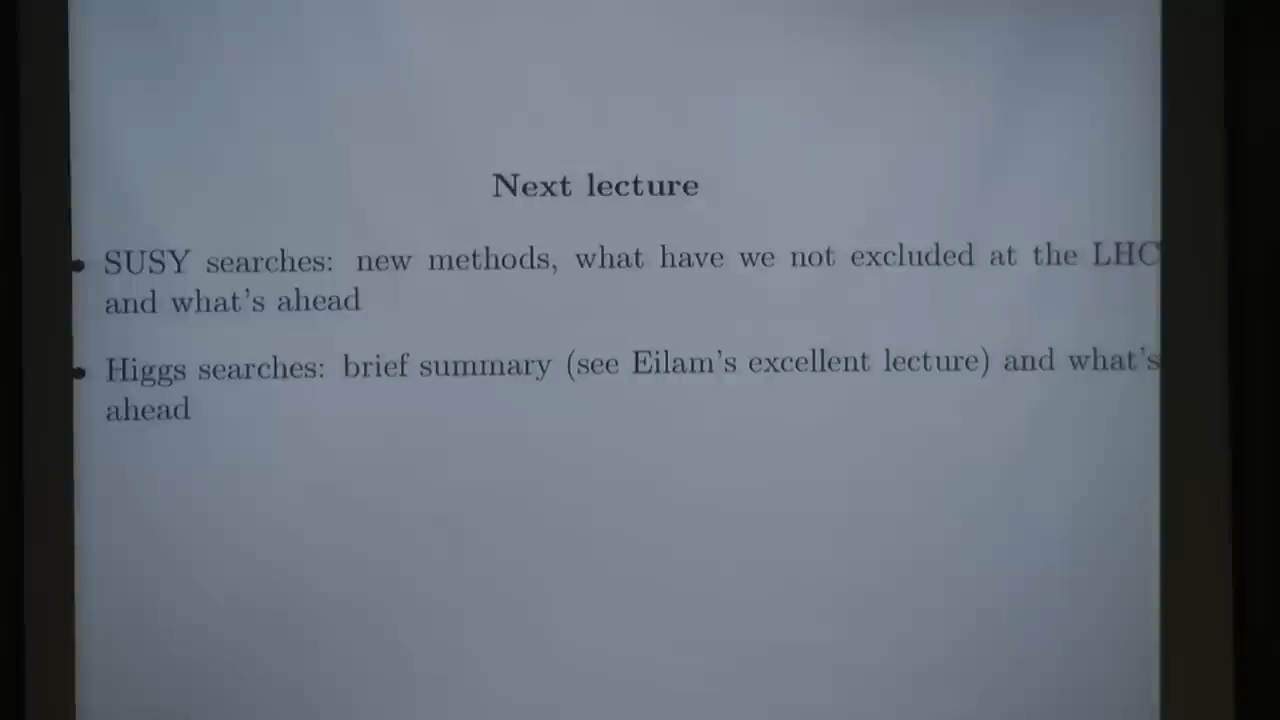 Next lecture
• SUSY searches: new methods, what have we not excluded at the LHC
and what's ahead
• Higgs searches: brief summary (see Eilam's excellent lecture) and what's
ahead